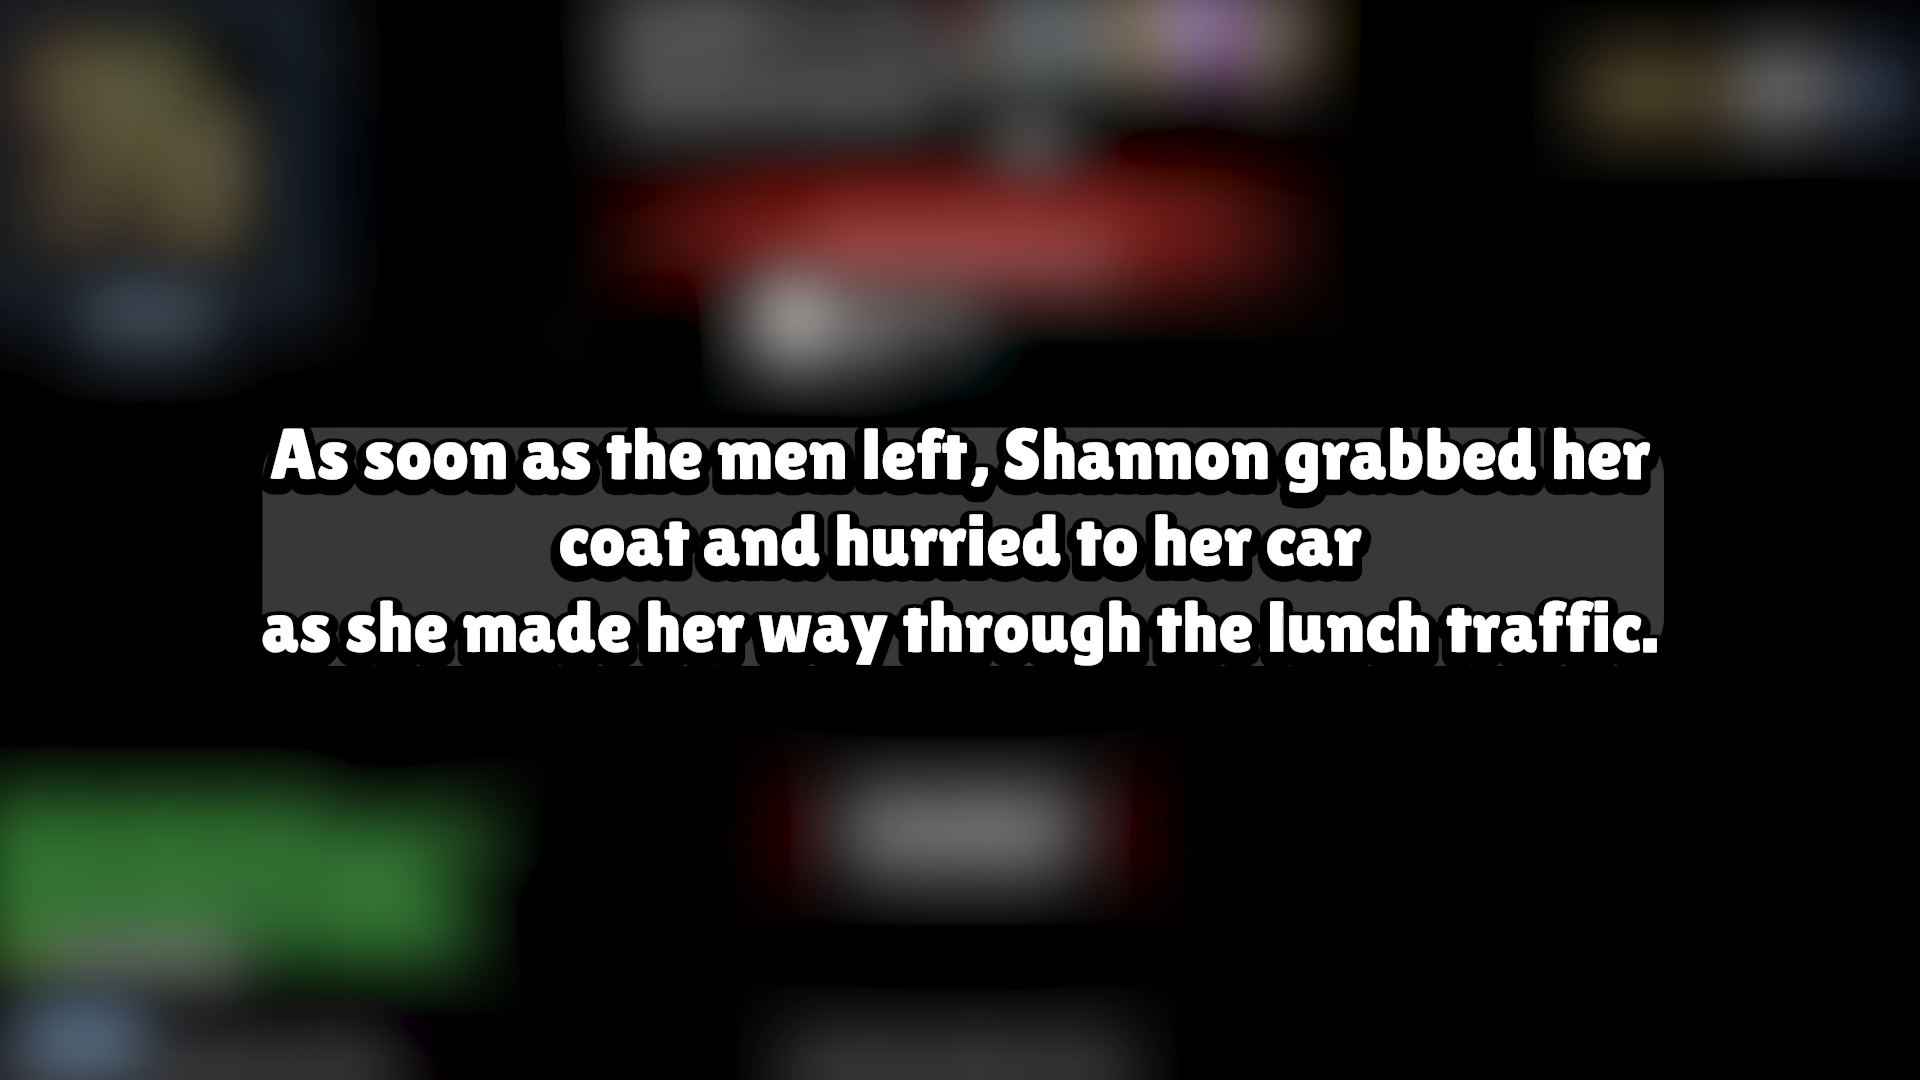 As soon as the men left, Shannon grabbed her
coat and hurried to her car
as she made her way through the lunch traffic.